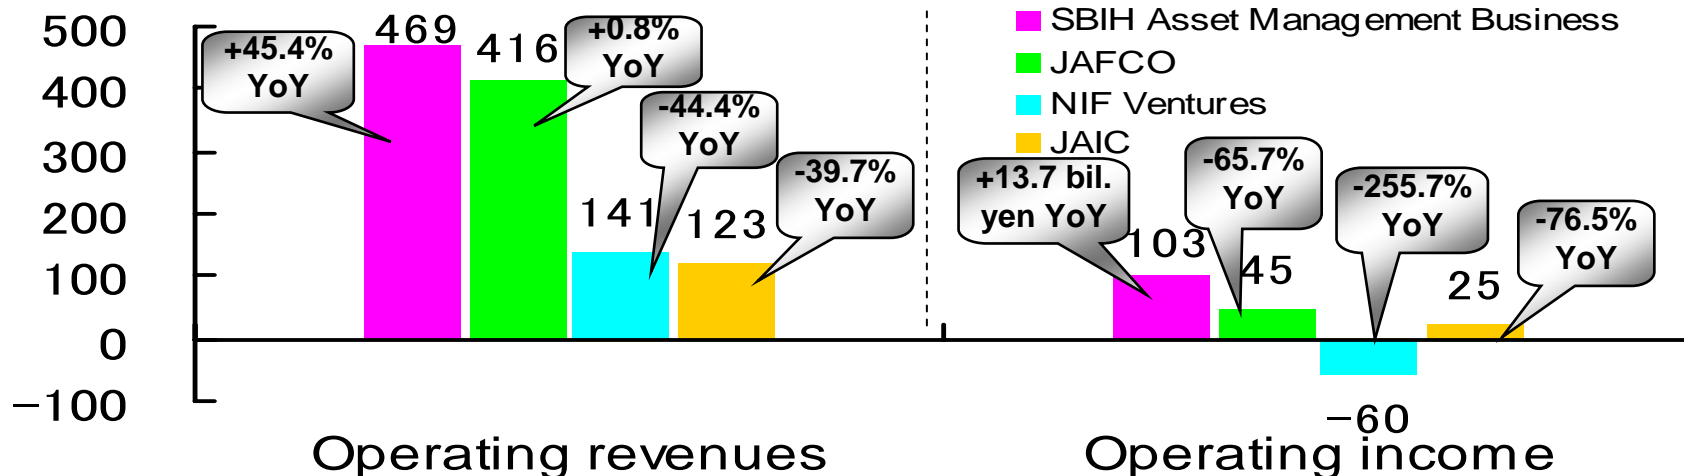 500
400
300
200
100
0
−100
+45.4%
YoY
469
416
+0.8%
YoY
-44.4%
YoY
141
-39.7%
YoY
123
SBIH Asset Management Business
JAFCO
NIF Ventures
JAIC
+13.7 bil.
yen YoY
103
-65.7%
YoY
45
-255.7%
YoY
−60
-76.5%
YoY
25
Operating revenues
Operating income